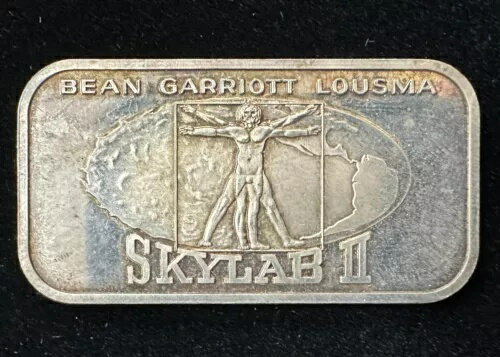 BEAN GARRIOTT LOUSMA
SKYLAB II